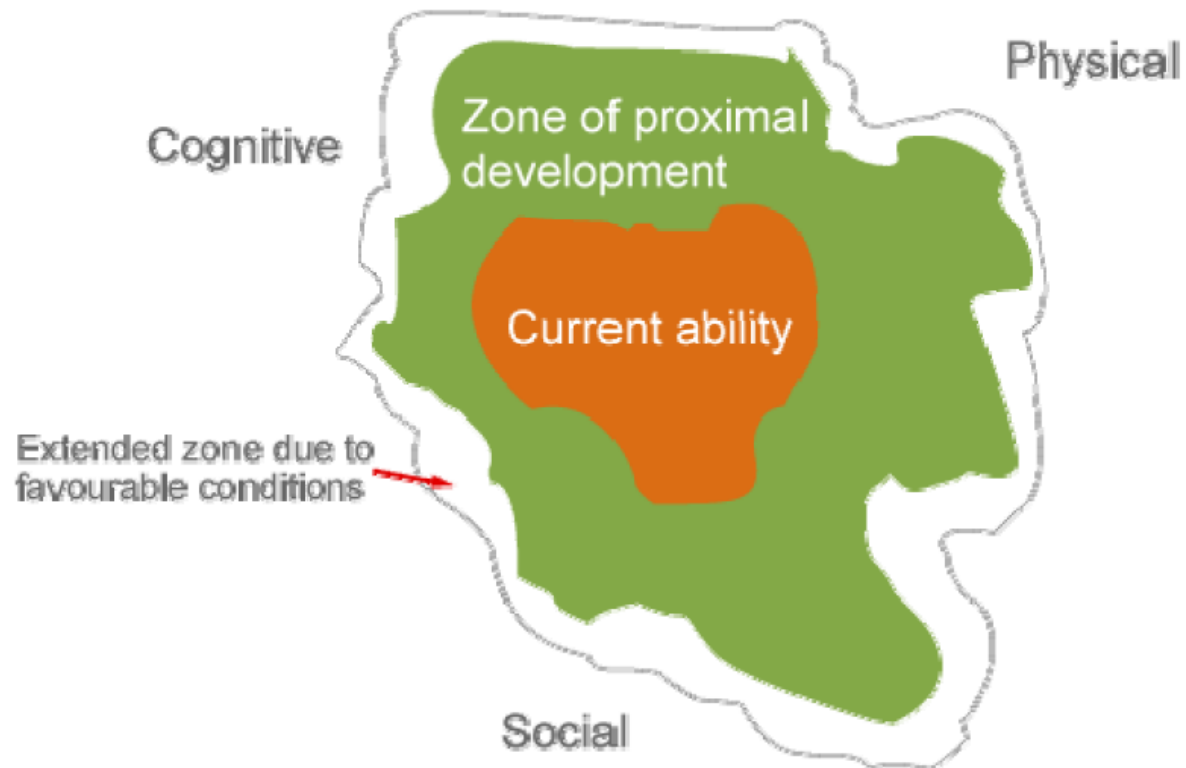 Physical
Cognitive
Zone of proximal
development
Current ability
Extended zone due to
favourable conditions
Social